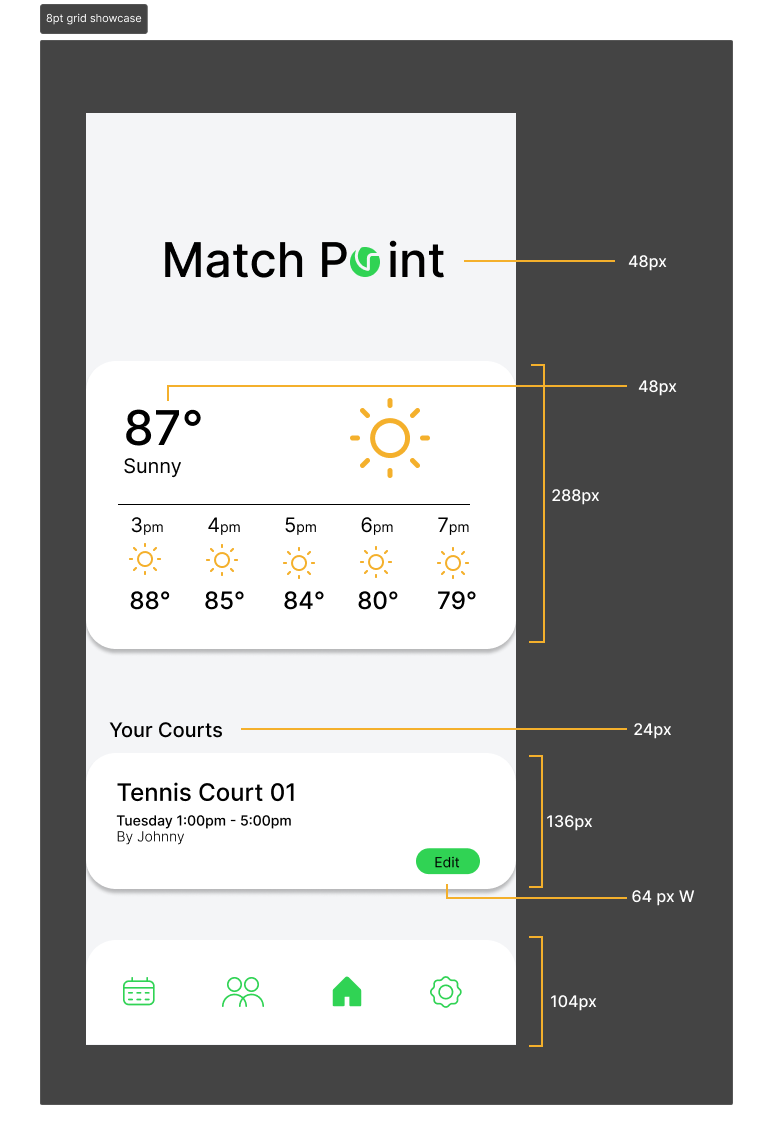 8pt grid showcase
Match Point
48px
48px
87°
Sunny
288px
3pm 4pm 5pm 6pm 7pm
88° 85° 84° 80° 79°
Your Courts
24px
Tennis Court 01
Tuesday 1:00pm - 5:00pm
136px
By Johnny
Edit
64 px W
104px